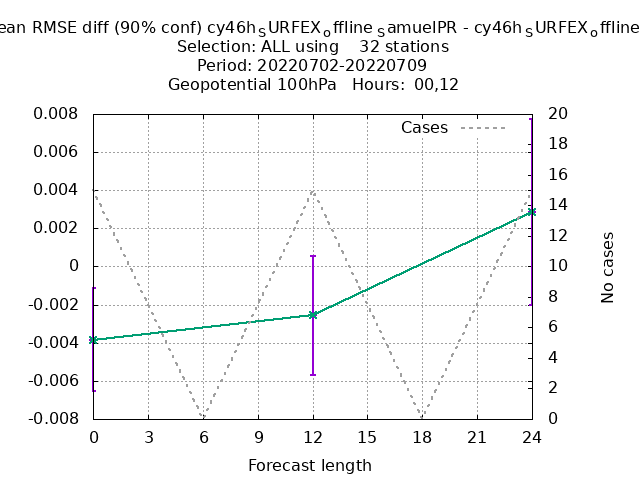 ean RMSE diff (90% conf) cy46hSURFEXoffline SamuelPR - cy46hSURFEXoffline
Selection: ALL using 32 stations
Period: 20220702-20220709
Geopotential 100hPa Hours: 00,12
Cases
0.008
0.006
0.004
0.002
0
-0.002
-0.004
-0.006
-0.008
20
18
16
14
12
10
8
6
4
2
0
No cases
0 3 6 9 12 15 18 21 24
Forecast length